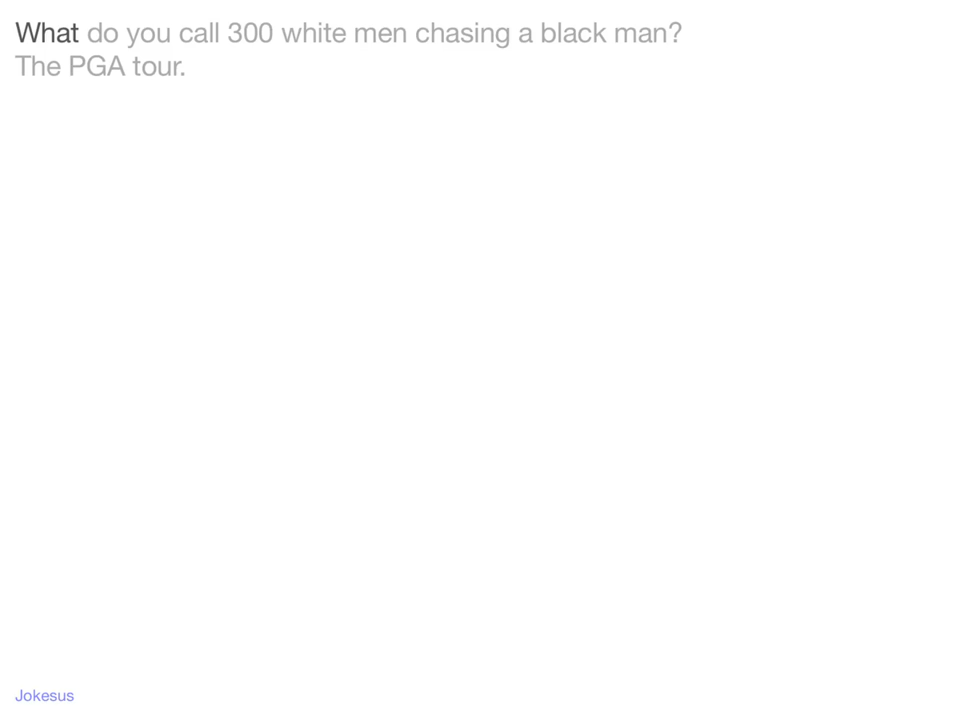 What do you call 300 white men chasing a black man?
The PGA tour.
Jokesus